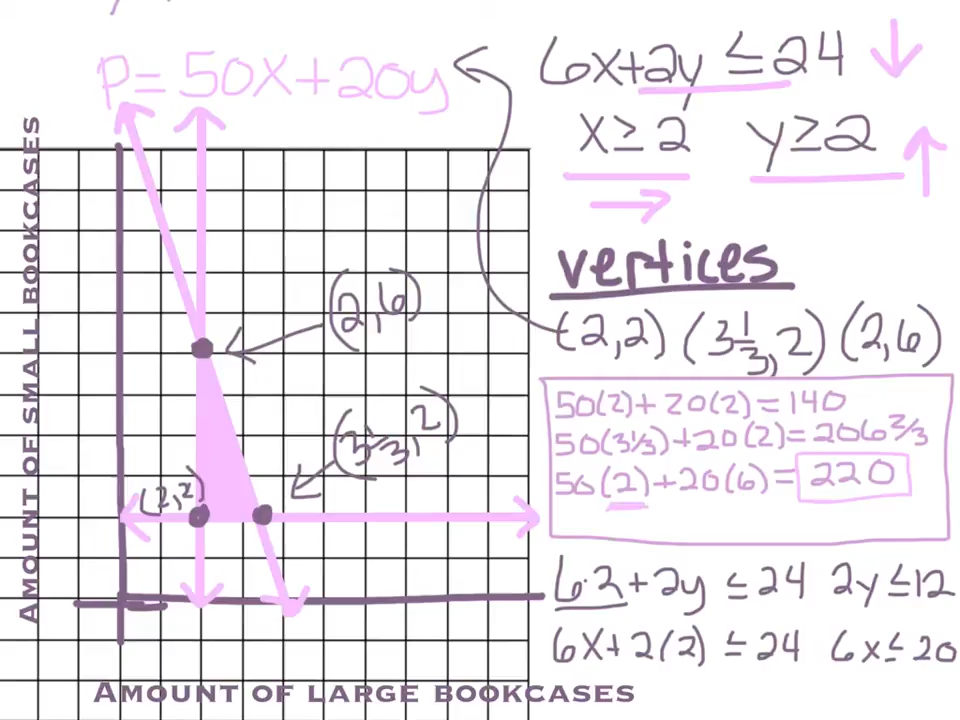 P=50X+20y
6x+2y ≤24
x≥2 y≥2
AMOUNT OF SMALL BOOKCASES
vertices
(2,2) (3 1/3, 2) (2,6)
(2,6)
(3 1/3, 2)
(2,2)
50(2)+20(2)=140
50(3 1/3)+20(2)=206 2/3
50(2)+20(6)=220
6·2+2y ≤24 2y≤12
6X+2(2) ≤24 6x≤20
AMOUNT OF LARGE BOOKCASES